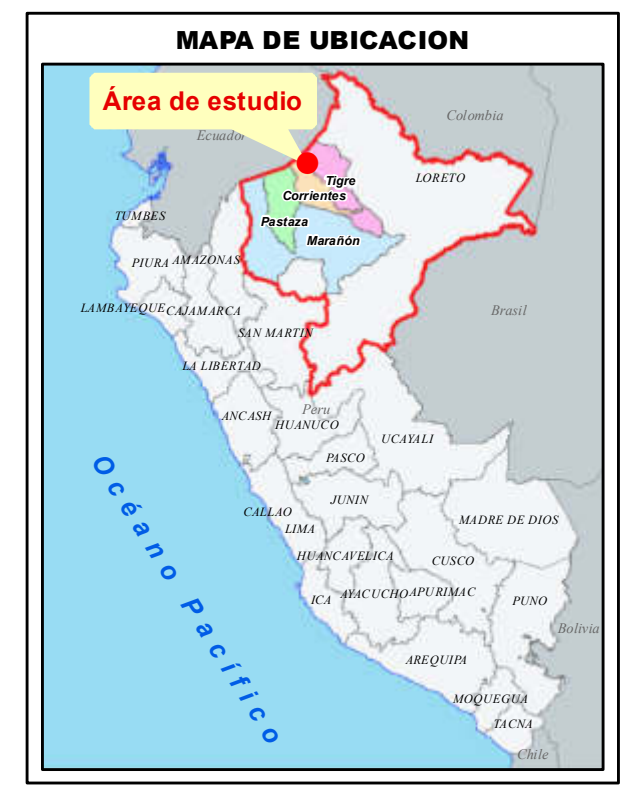 MAPA DE UBICACION
Área de estudio
Colombia
Ecuador
Tigre
LORETO
Corrientes
Pastaza
Marañón
TUMBES
PIURA
AMAZONAS
LAMBAYEQUE
CAJAMARCA
Brasil
SAN MARTIN
LA LIBERTAD
Peru
ANCASH
HUANUCO
UCAYALI
PASCO
JUNIN
CALLAO
LIMA
MADRE DE DIOS
HUANCAVELICA
CUSCO
ICA
AYACUCHO
APURIMAC
PUNO
Océano Pacífico
Bolivia
AREQUIPA
MOQUEGUA
TACNA
Chile